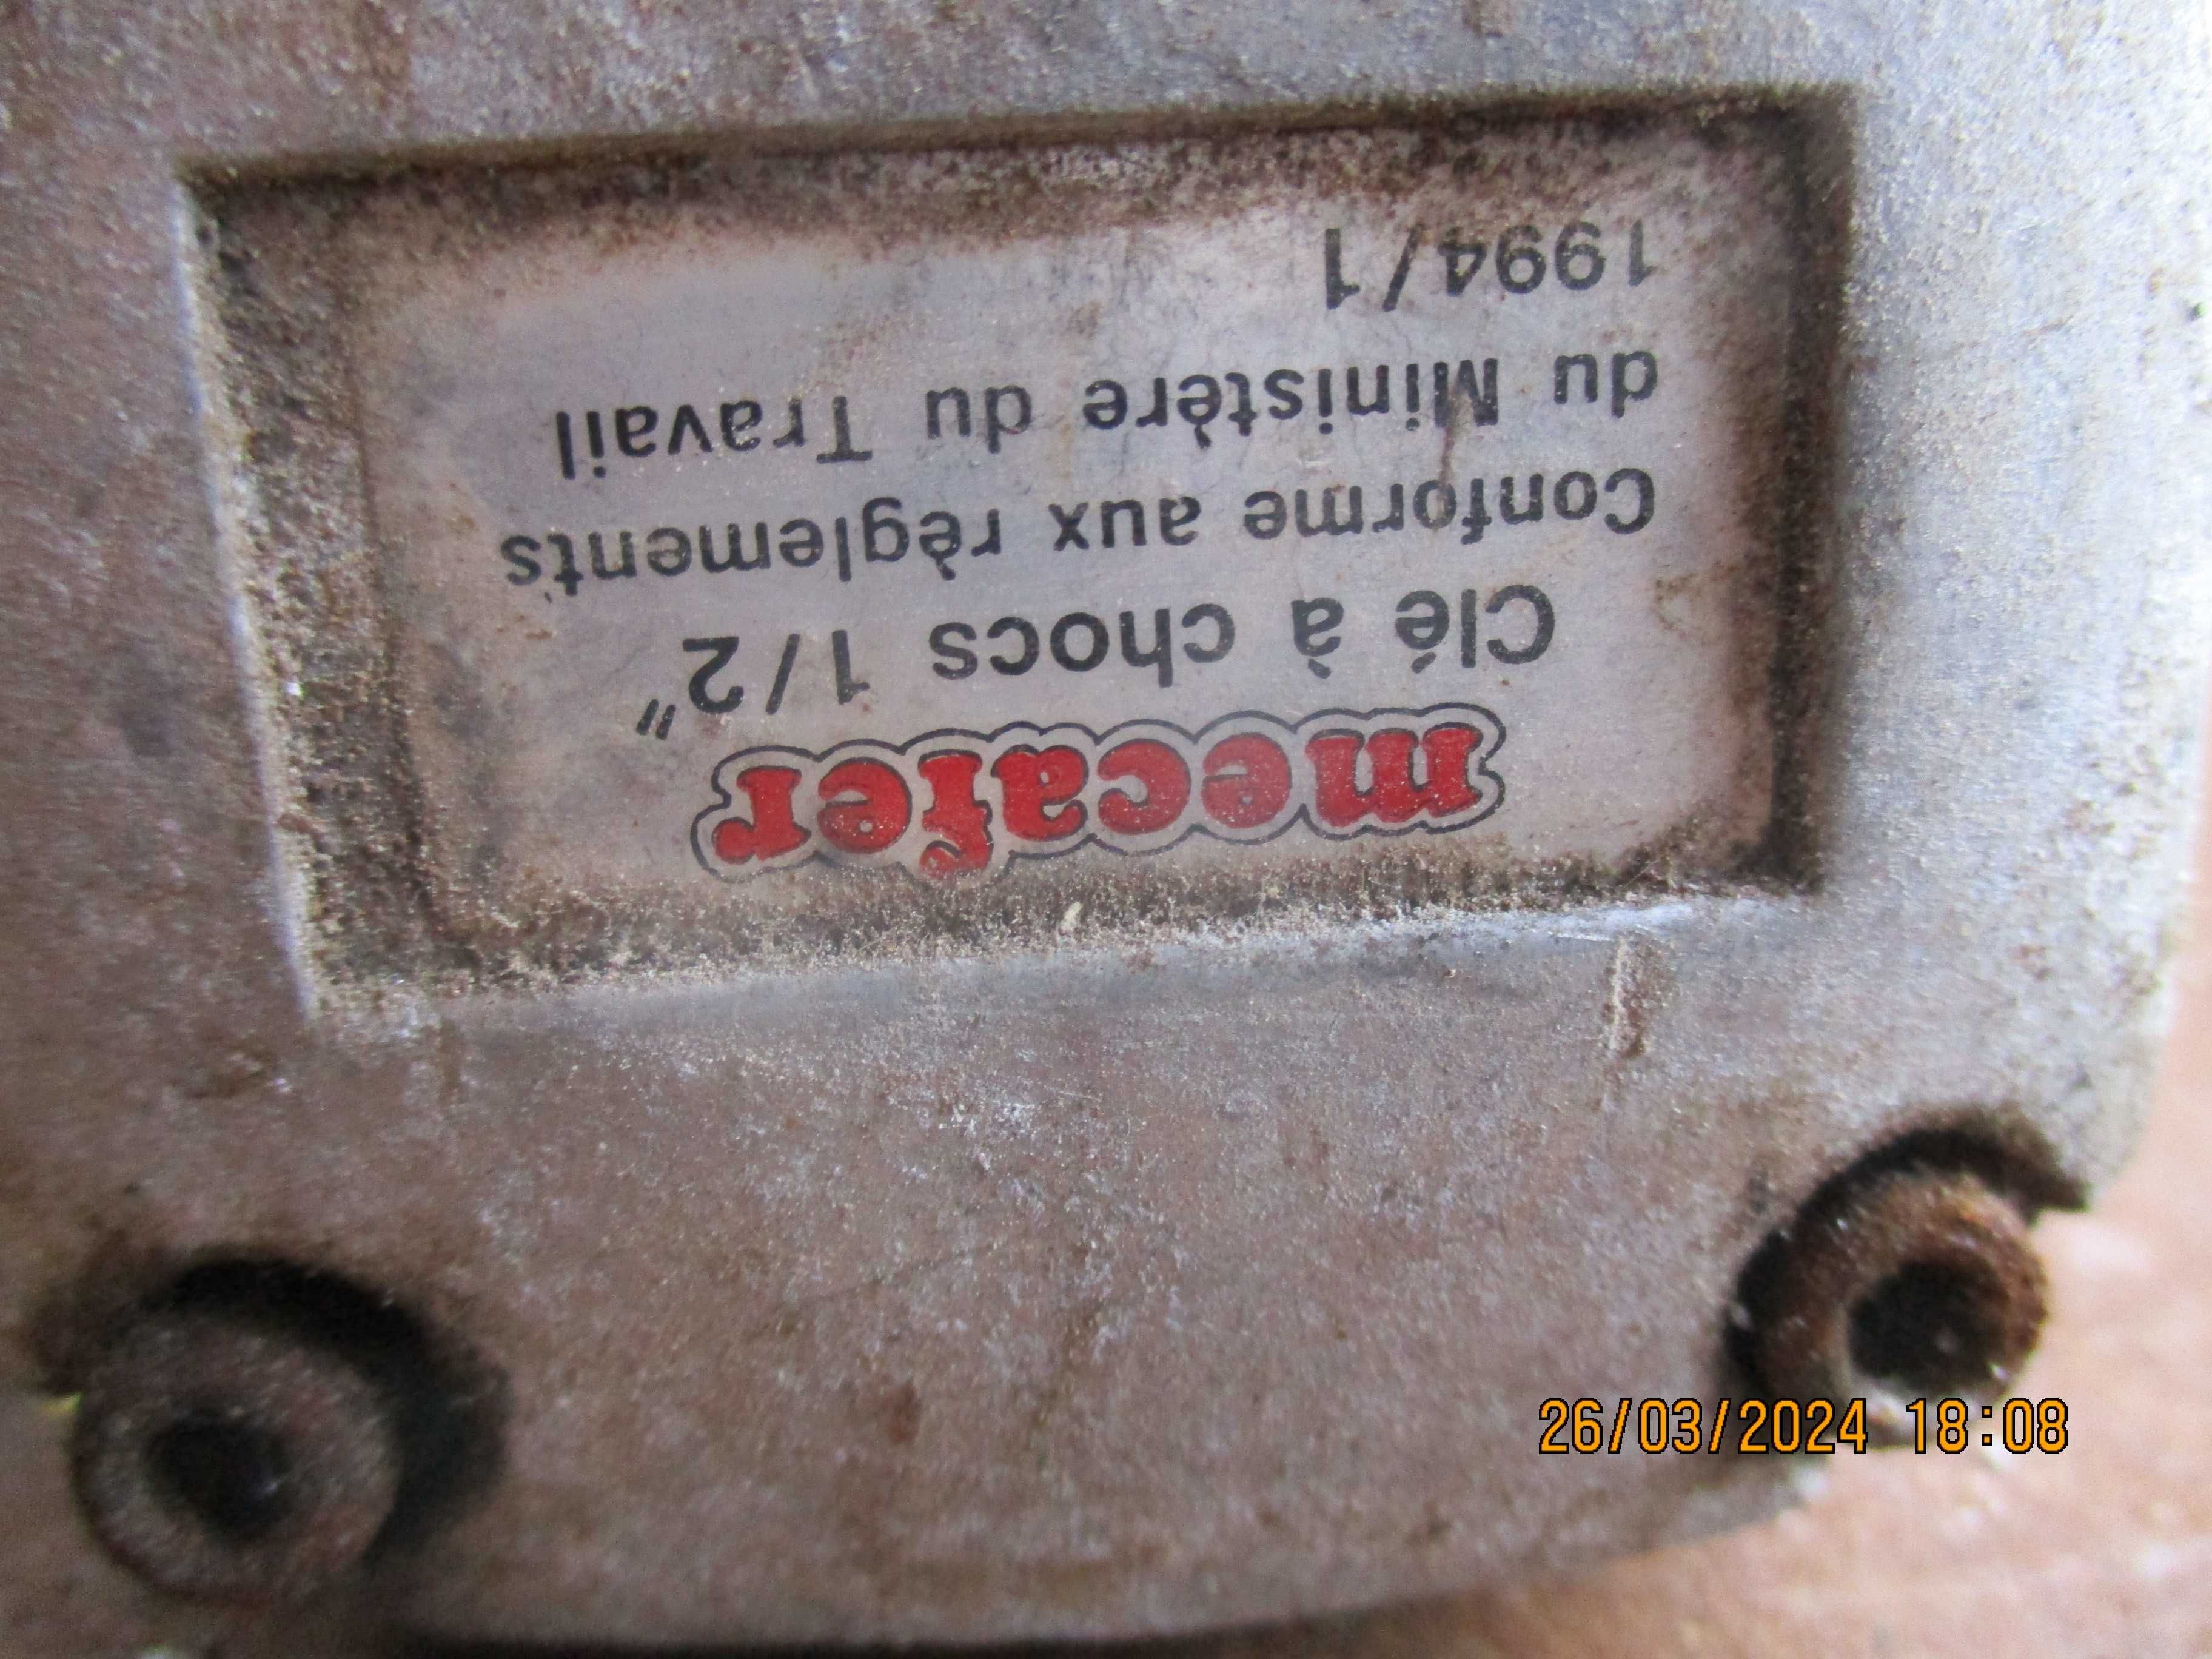 mecafer
Clé à chocs 1/2"
Conforme aux règlements
du Ministère du Travail
1994/1
26/03/2024 18:08